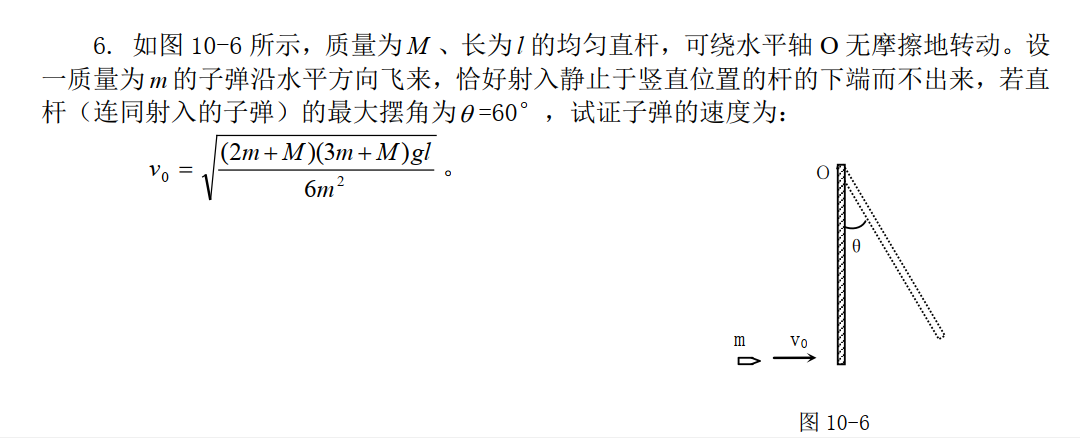 6. 如图 10-6 所示，质量为 M 、长为 l 的均匀直杆，可绕水平轴 O 无摩擦地转动。设
一质量为 m 的子弹沿水平方向飞来，恰好射入静止于竖直位置的杆的下端而不出来，若直
杆（连同射入的子弹）的最大摆角为 θ =60°，试证子弹的速度为：
v₀ = √((2m + M)(3m + M)gl / 6m²) 。
O
θ
m v₀
图 10-6